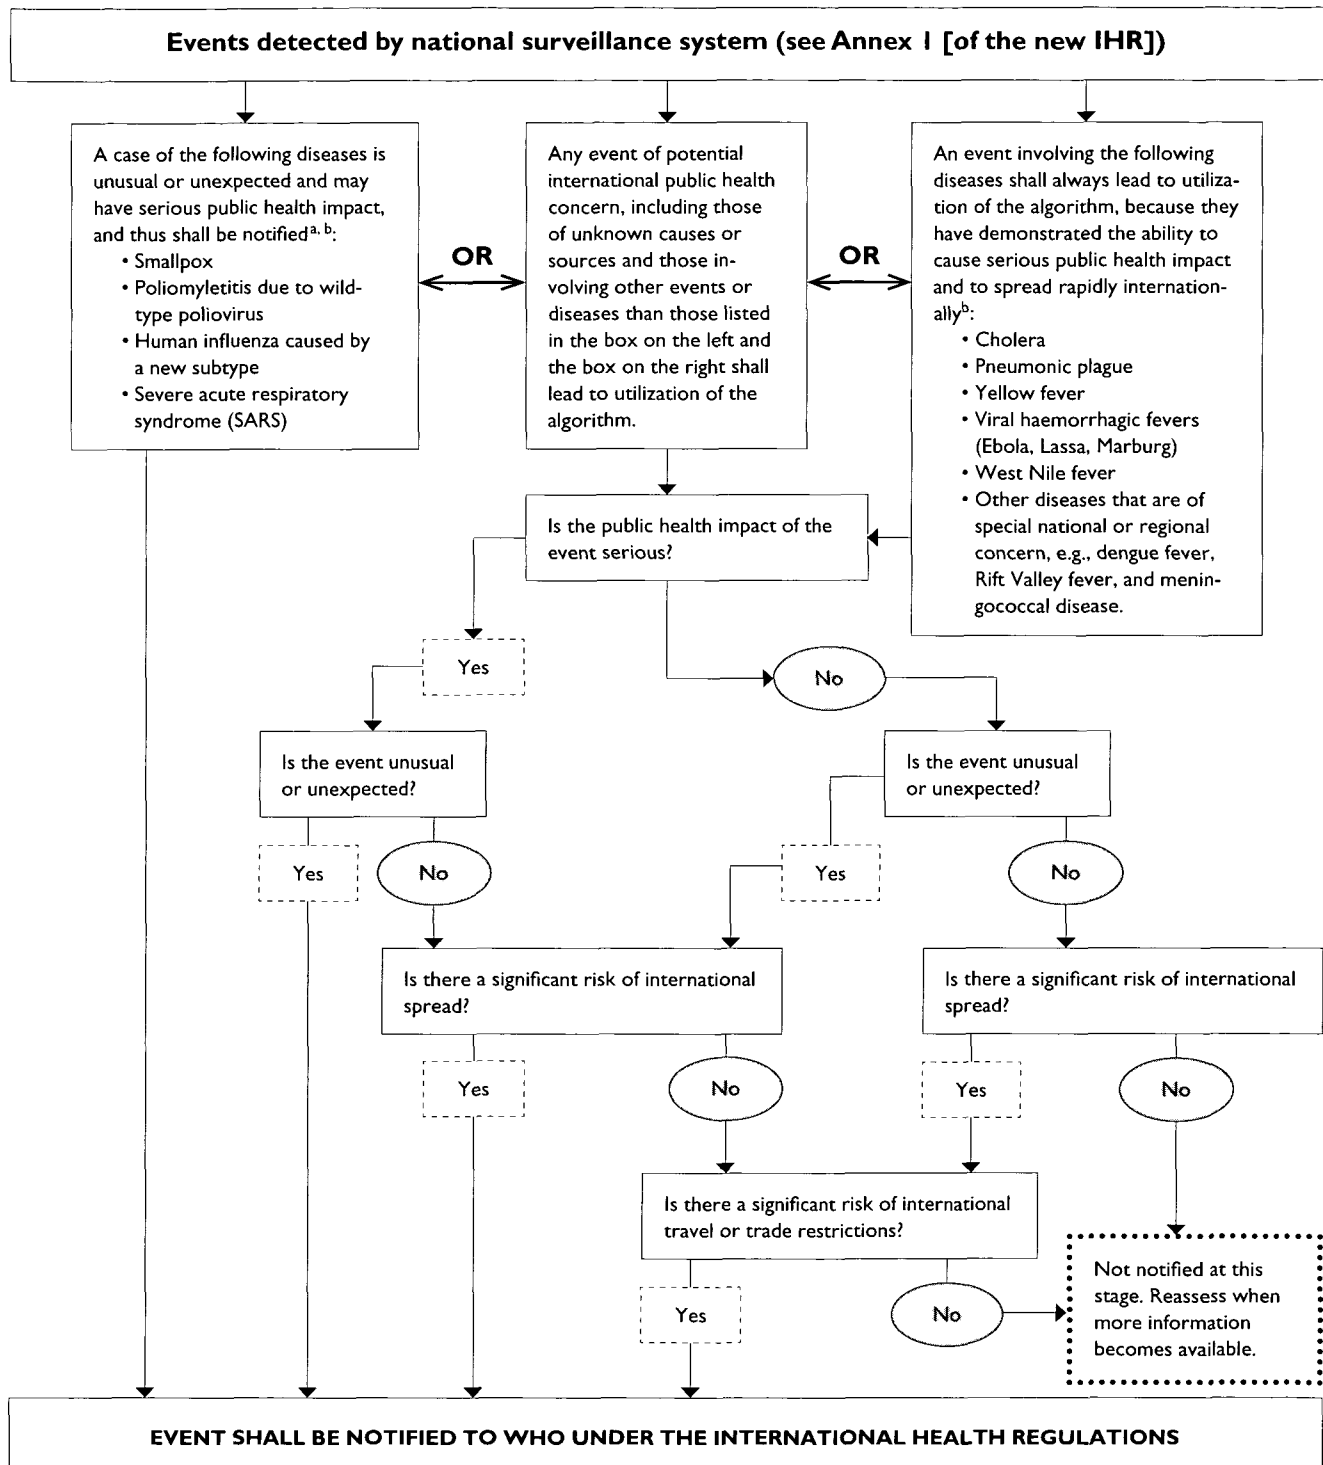 Events detected by national surveillance system (see Annex 1 [of the new IHR])
A case of the following diseases is
unusual or unexpected and may
have serious public health impact,
and thus shall be notifiedᵃ, ᵇ:
• Smallpox
• Poliomyletitis due to wild-
type poliovirus
• Human influenza caused by
a new subtype
• Severe acute respiratory
syndrome (SARS)
OR
Any event of potential
international public health
concern, including those
of unknown causes or
sources and those in-
volving other events or
diseases than those listed
in the box on the left and
the box on the right shall
lead to utilization of the
algorithm.
OR
An event involving the following
diseases shall always lead to utiliza-
tion of the algorithm, because they
have demonstrated the ability to
cause serious public health impact
and to spread rapidly internation-
allyᵇ:
• Cholera
• Pneumonic plague
• Yellow fever
• Viral haemorrhagic fevers
(Ebola, Lassa, Marburg)
• West Nile fever
• Other diseases that are of
special national or regional
concern, e.g., dengue fever,
Rift Valley fever, and menin-
gococcal disease.
Is the public health impact of the
event serious?
Yes
No
Is the event unusual
or unexpected?
Is the event unusual
or unexpected?
Yes
No
Yes
No
Is there a significant risk of international
spread?
Is there a significant risk of international
spread?
Yes
No
Yes
No
Is there a significant risk of international
travel or trade restrictions?
Yes
No
Not notified at this
stage. Reassess when
more information
becomes available.
EVENT SHALL BE NOTIFIED TO WHO UNDER THE INTERNATIONAL HEALTH REGULATIONS